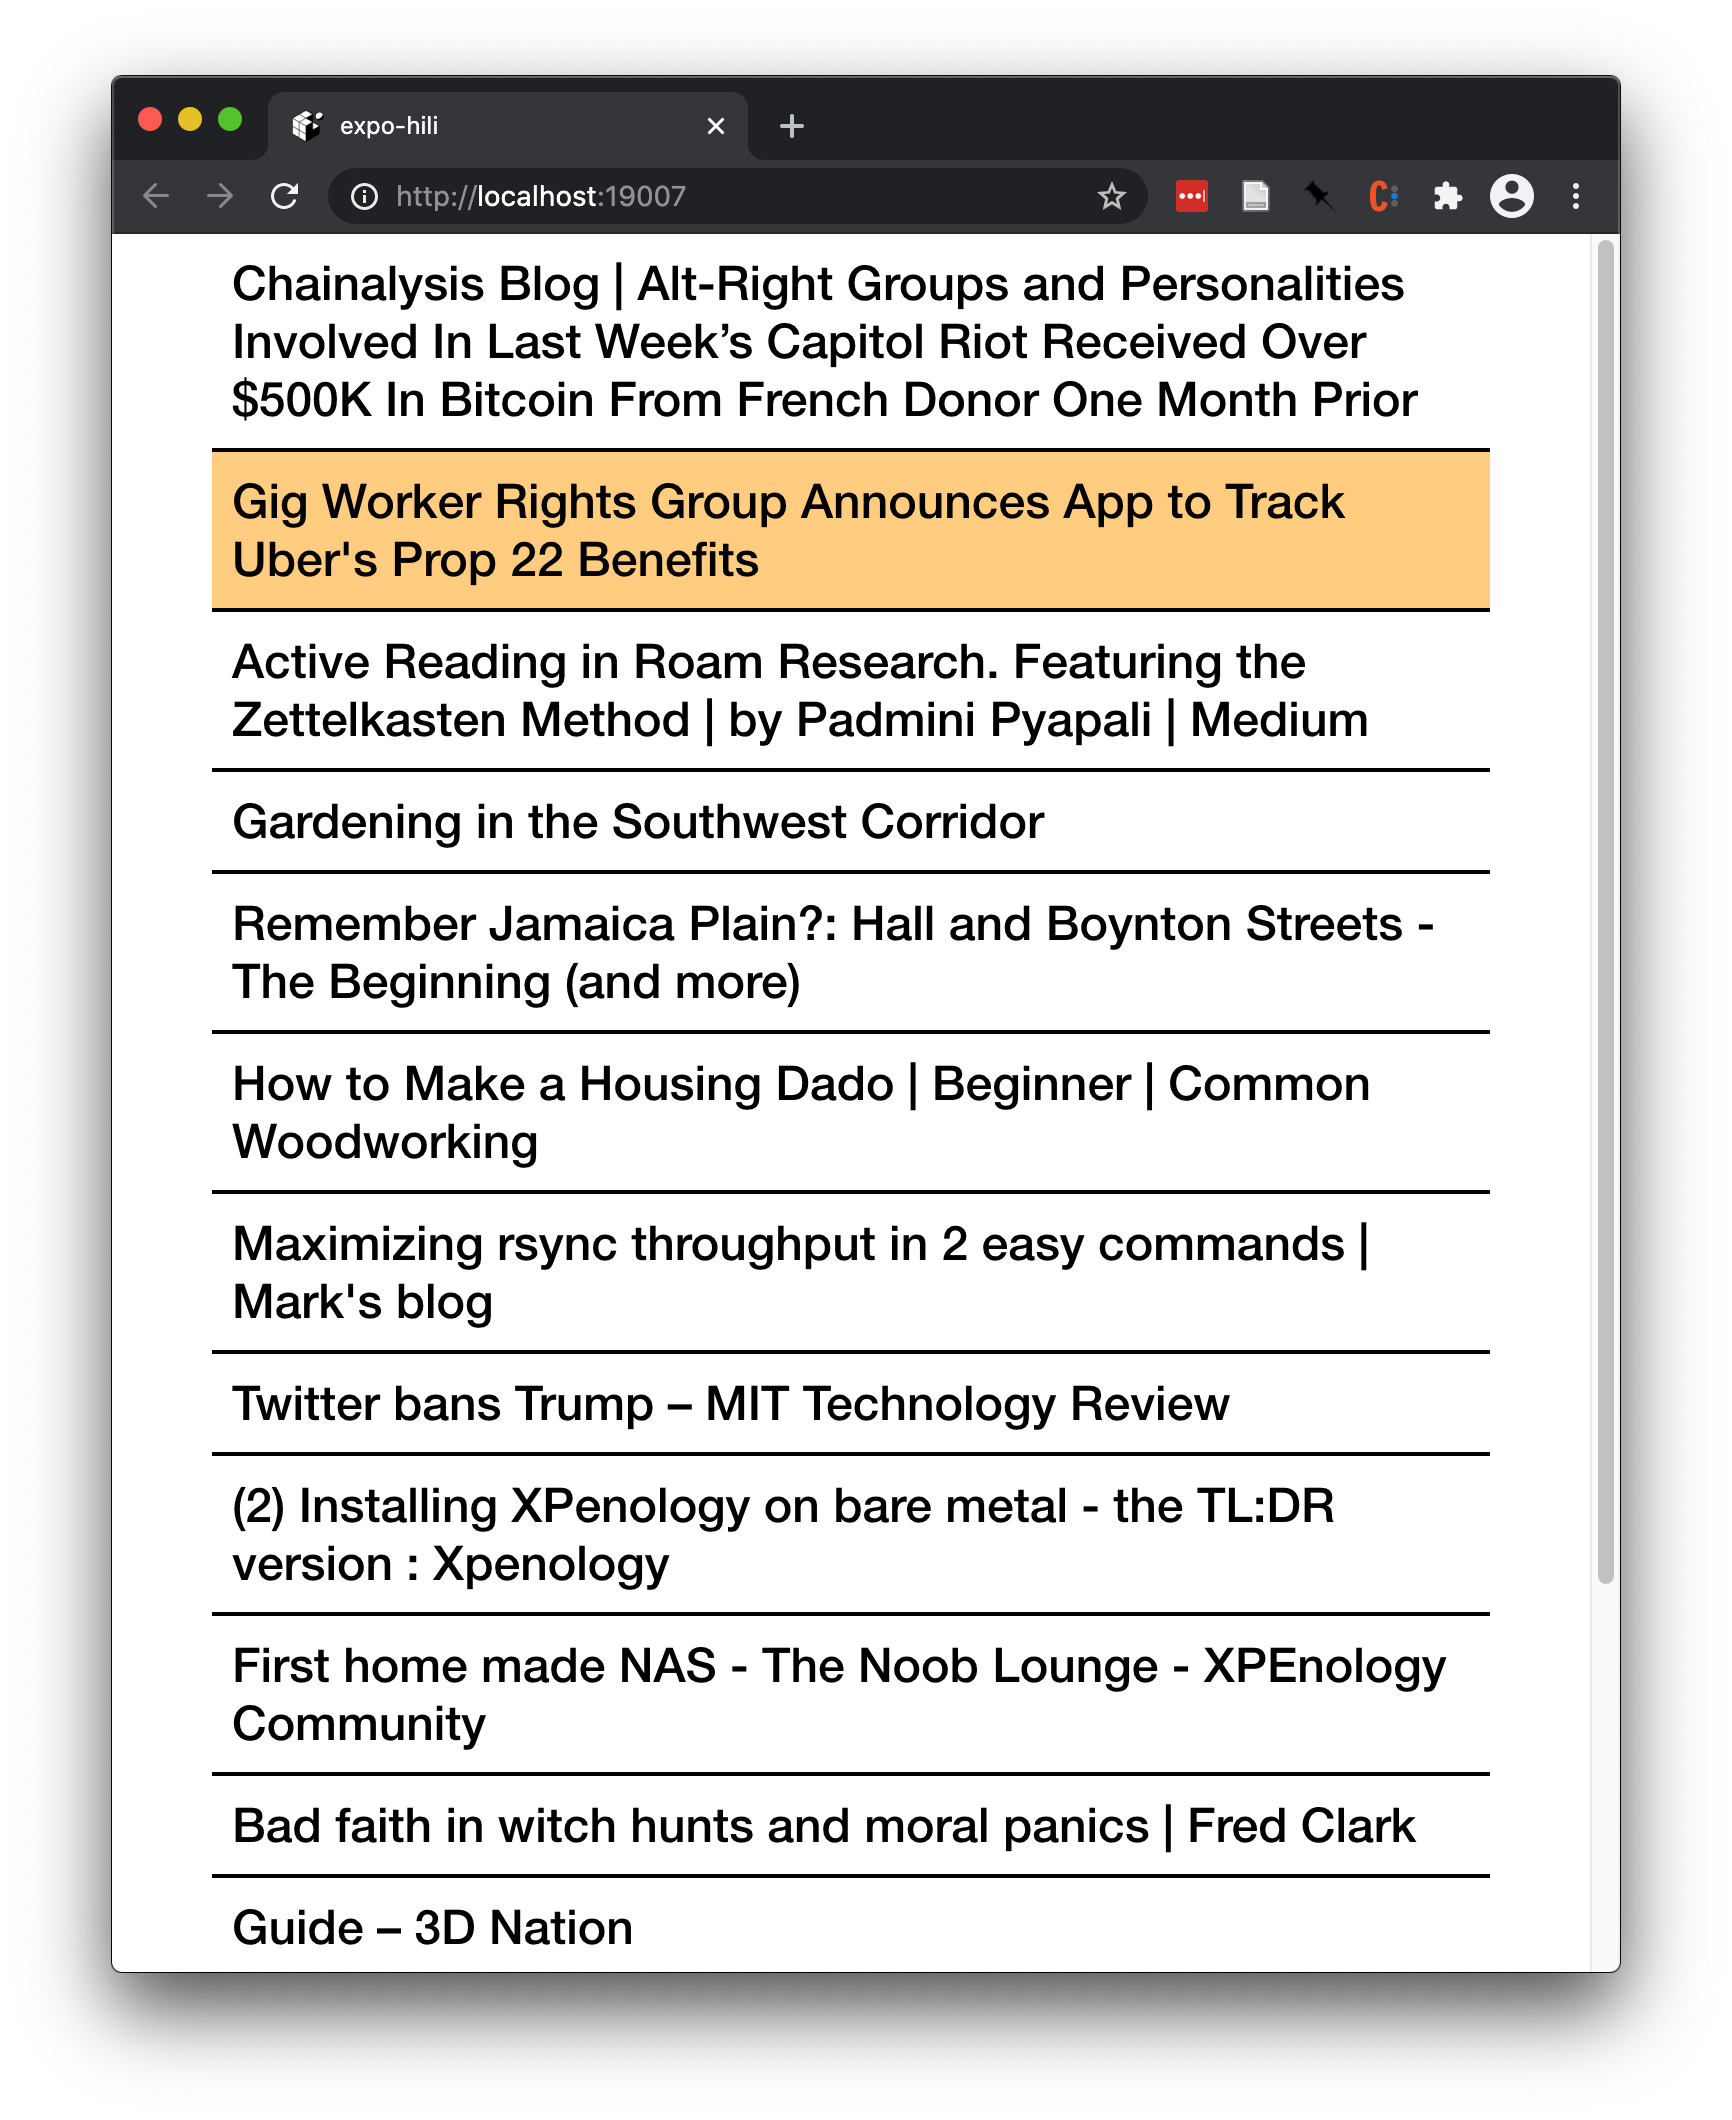 expo-hili
http://localhost:19007
Chainalysis Blog | Alt-Right Groups and Personalities
Involved In Last Week’s Capitol Riot Received Over
$500K In Bitcoin From French Donor One Month Prior
Gig Worker Rights Group Announces App to Track
Uber's Prop 22 Benefits
Active Reading in Roam Research. Featuring the
Zettelkasten Method | by Padmini Pyapali | Medium
Gardening in the Southwest Corridor
Remember Jamaica Plain?: Hall and Boynton Streets -
The Beginning (and more)
How to Make a Housing Dado | Beginner | Common
Woodworking
Maximizing rsync throughput in 2 easy commands |
Mark's blog
Twitter bans Trump – MIT Technology Review
(2) Installing XPenology on bare metal - the TL:DR
version : Xpenology
First home made NAS - The Noob Lounge - XPEnology
Community
Bad faith in witch hunts and moral panics | Fred Clark
Guide – 3D Nation